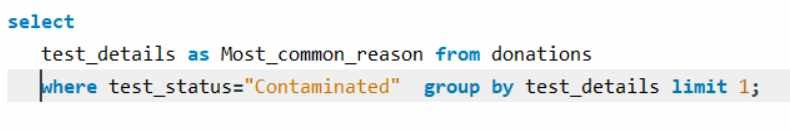 select
test_details as Most_common_reason from donations
where test_status="Contaminated"  group by test_details limit 1;